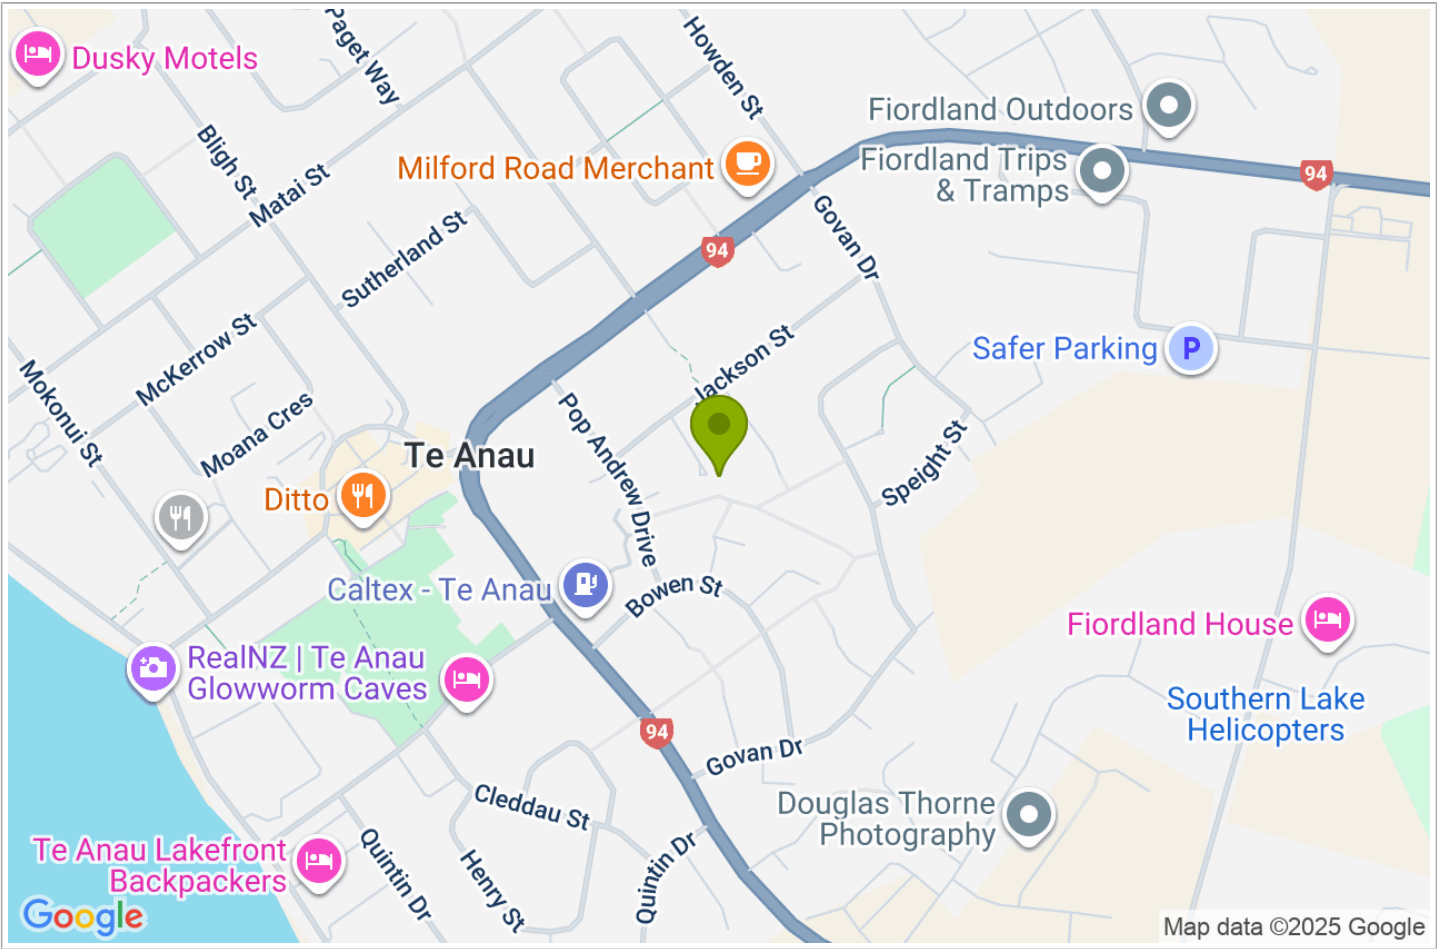 Paget Way
Howden St
Dusky Motels
Fiordland Outdoors
Bligh St
Milford Road Merchant
Fiordland Trips
& Tramps
94
Matai St
Govan Dr
Sutherland St
94
McKerrow St
Jackson St
Safer Parking
P
Mokonui St
Moana Cres
Pop Andrew Drive
Te Anau
Speight St
Ditto
Caltex - Te Anau
Bowen St
Fiordland House
RealNZ | Te Anau
Glowworm Caves
Southern Lake
Helicopters
94
Govan Dr
Cleddau St
Douglas Thorne
Photography
Te Anau Lakefront
Backpackers
Quintin Dr
Henry St
Quintin Dr
Google
Map data ©2025 Google